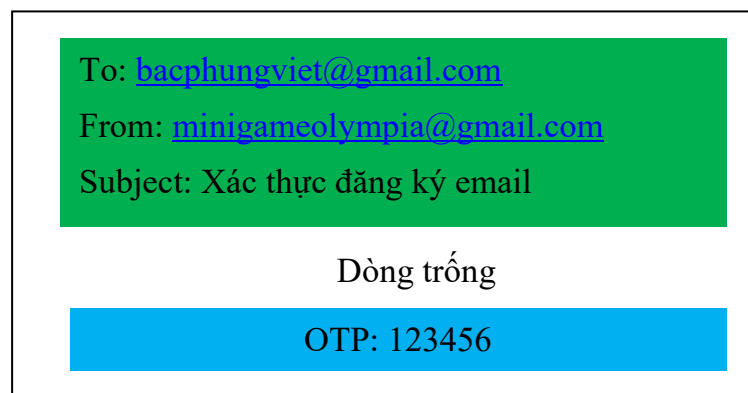 To: bacphungviet@gmail.com
From: minigameolympia@gmail.com
Subject: Xác thực đăng ký email
Dòng trống
OTP: 123456